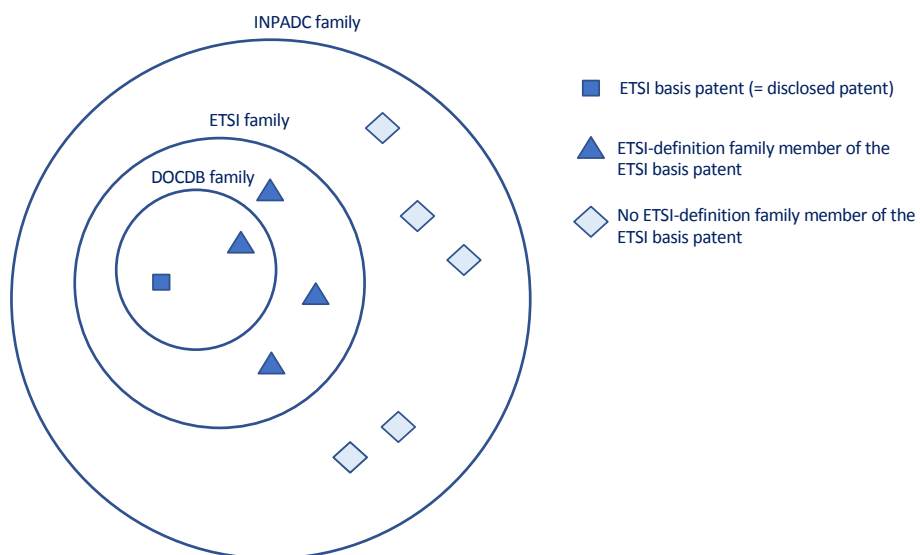 INPADC family
ETSI family
DOCDB family
ETSI basis patent (= disclosed patent)
ETSI-definition family member of the
ETSI basis patent
No ETSI-definition family member of the
ETSI basis patent